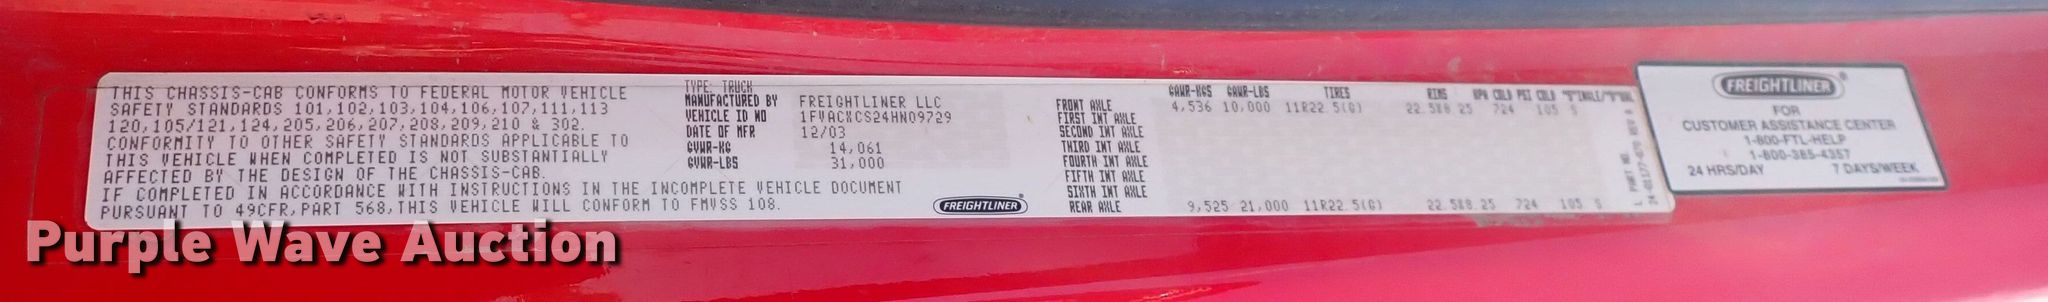 THIS CHASSIS-CAB CONFORMS TO FEDERAL MOTOR VEHICLE
SAFETY STANDARDS 101,102,103,104,106,107,111,113
120,105/121,124,205,206,207,208,209,210 & 302.
CONFORMITY TO OTHER SAFETY STANDARDS APPLICABLE TO
THIS VEHICLE WHEN COMPLETED IS NOT SUBSTANTIALLY
AFFECTED BY THE DESIGN OF THE CHASSIS-CAB.
IF COMPLETED IN ACCORDANCE WITH INSTRUCTIONS IN THE INCOMPLETE VEHICLE DOCUMENT
PURSUANT TO 49CFR,PART 568,THIS VEHICLE WILL CONFORM TO FMVSS 108.
TYPE: TRUCK
MANUFACTURED BY FREIGHTLINER LLC
VEHICLE ID NO 1FVACXCS24HN09729
DATE OF MFR 12/03
GVWR-KG 14,061
GVWR-LBS 31,000
FREIGHTLINER
GAWR-KGS GAWR-LBS TIRES RIMS KPA COLD PSI COLD
FRONT AXLE 4,536 10,000 11R22.5(G) 22.5X8.25 724 105 S
FIRST INT AXLE
SECOND INT AXLE
THIRD INT AXLE
FOURTH INT AXLE
FIFTH INT AXLE
SIXTH INT AXLE
REAR AXLE 9,525 21,000 11R22.5(G) 22.5X8.25 724 105
PART NO.
FREIGHTLINER
FOR
CUSTOMER ASSISTANCE CENTER
1-800-FTL-HELP
1-800-385-4357
24 HRS/DAY 7 DAYS/WEEK
Purple Wave Auction